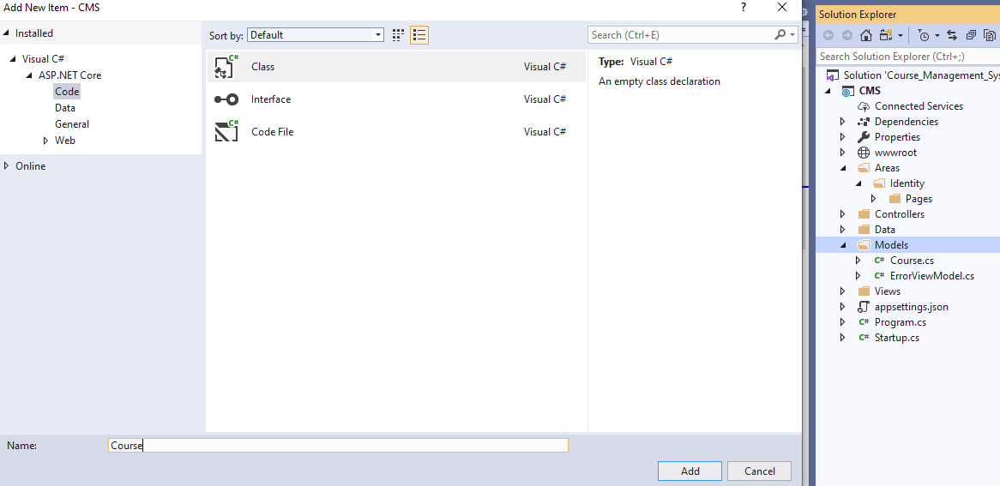 Add New Item - CMS
?
Installed
Visual C#
ASP.NET Core
Code
Data
General
Web
Online
Sort by: Default
Search (Ctrl+E)
Class Visual C#
Interface Visual C#
Code File Visual C#
Type: Visual C#
An empty class declaration
Name: Course
Add Cancel
Solution Explorer
Search Solution Explorer (Ctrl+;)
Solution 'Course_Management_Sys
CMS
Connected Services
Dependencies
Properties
wwwroot
Areas
Identity
Pages
Controllers
Data
Models
C# Course.cs
C# ErrorViewModel.cs
Views
appsettings.json
C# Program.cs
C# Startup.cs